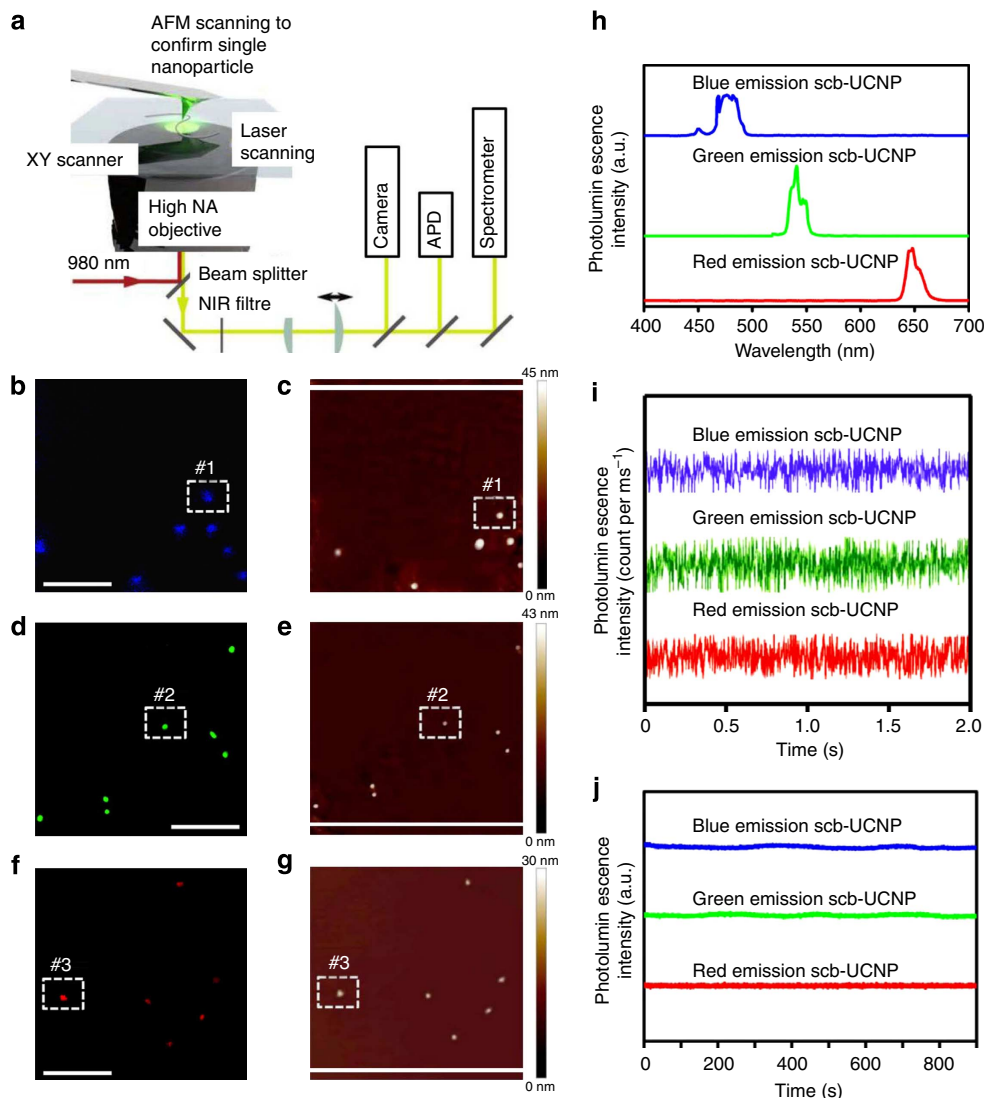 a
AFM scanning to
confirm single
nanoparticle
Laser
scanning
XY scanner
High NA
objective
980 nm
Beam splitter
NIR filtre
Camera
APD
Spectrometer
b
#1
c
45 nm
#1
0 nm
d
#2
e
43 nm
#2
0 nm
f
#3
g
30 nm
#3
0 nm
h
Blue emission scb-UCNP
Green emission scb-UCNP
Red emission scb-UCNP
Photolumin escence
intensity (a.u.)
400 450 500 550 600 650 700
Wavelength (nm)
i
Blue emission scb-UCNP
Green emission scb-UCNP
Red emission scb-UCNP
Photolumin escence
intensity (count per ms⁻¹)
0 0.5 1.0 1.5 2.0
Time (s)
j
Blue emission scb-UCNP
Green emission scb-UCNP
Red emission scb-UCNP
Photolumin escence
intensity (a.u.)
0 200 400 600 800
Time (s)